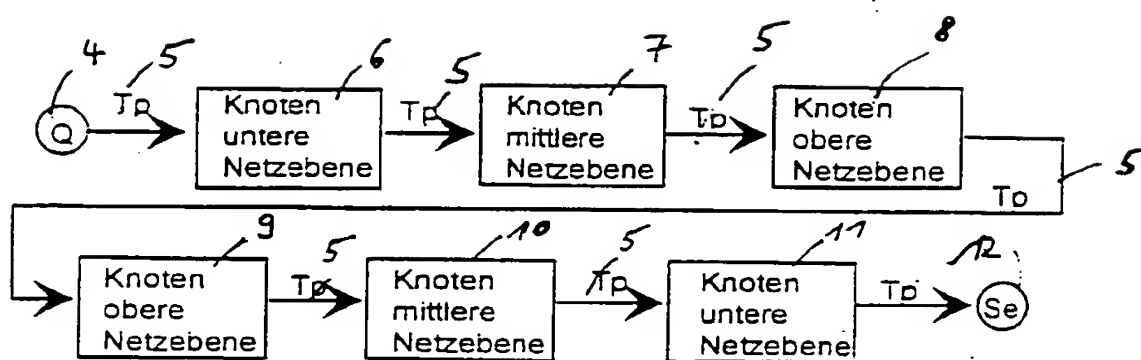 4 5 6 5 7 5 8
Q Tp Knoten untere Netzebene Tp Knoten mittlere Netzebene Tp Knoten obere Netzebene
5
Tp
9 5 10 5 11 12
Knoten obere Netzebene Tp Knoten mittlere Netzebene Tp Knoten untere Netzebene Tp Se